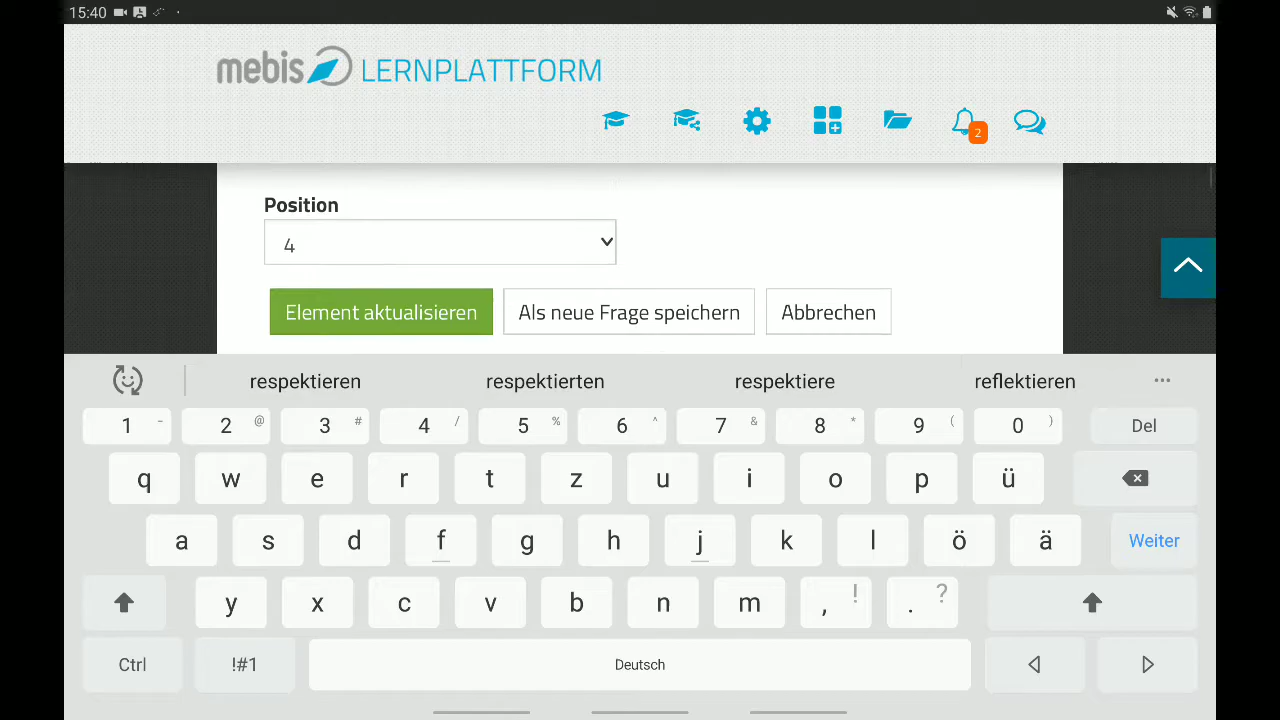 15:40
mebis LERNPLATTFORM
2
Position
4
Element aktualisieren Als neue Frage speichern Abbrechen
respektieren respektierten respektiere reflektieren ...
1 - 2 @ 3 # 4 / 5 % 6 ^ 7 & 8 * 9 ( 0 ) Del
q w e r t z u i o p ü
a s d f g h j k l ö ä Weiter
y x c v b n m , ! . ?
Ctrl !#1 Deutsch